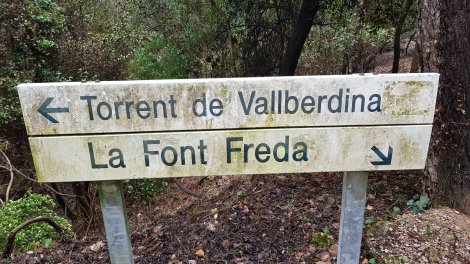 Torrent de Vallberdina
La Font Freda